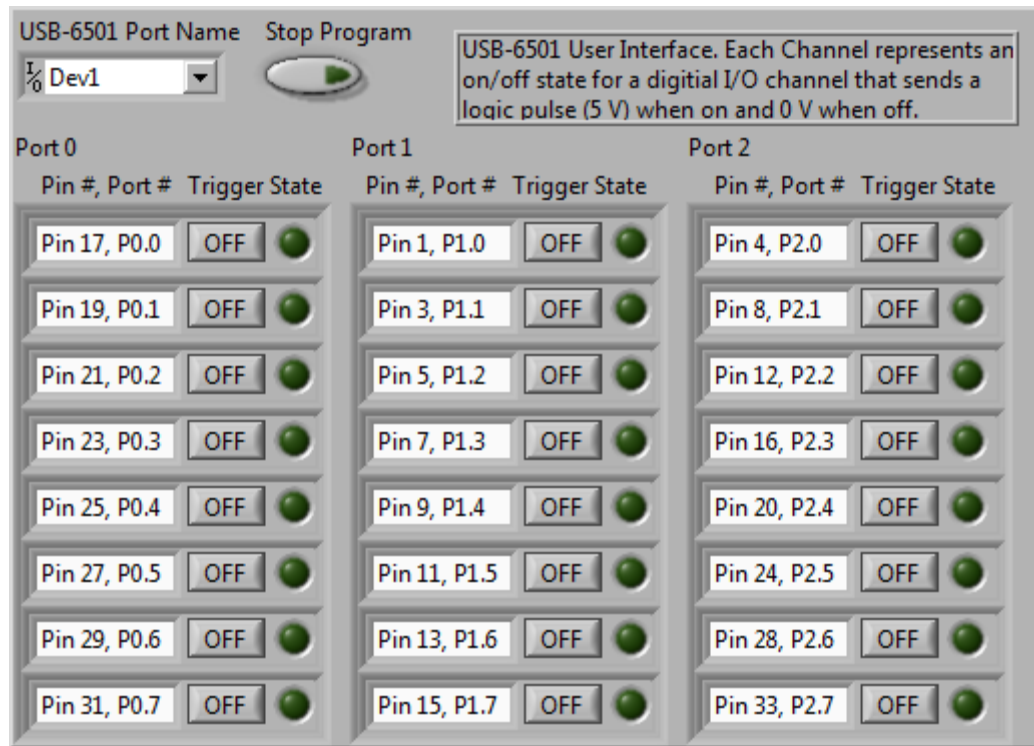 USB-6501 Port Name Stop Program
I/O Dev1
USB-6501 User Interface. Each Channel represents an
on/off state for a digitial I/O channel that sends a
logic pulse (5 V) when on and 0 V when off.
Port 0 Port 1 Port 2
Pin #, Port # Trigger State Pin #, Port # Trigger State Pin #, Port # Trigger State
Pin 17, P0.0 OFF Pin 1, P1.0 OFF Pin 4, P2.0 OFF
Pin 19, P0.1 OFF Pin 3, P1.1 OFF Pin 8, P2.1 OFF
Pin 21, P0.2 OFF Pin 5, P1.2 OFF Pin 12, P2.2 OFF
Pin 23, P0.3 OFF Pin 7, P1.3 OFF Pin 16, P2.3 OFF
Pin 25, P0.4 OFF Pin 9, P1.4 OFF Pin 20, P2.4 OFF
Pin 27, P0.5 OFF Pin 11, P1.5 OFF Pin 24, P2.5 OFF
Pin 29, P0.6 OFF Pin 13, P1.6 OFF Pin 28, P2.6 OFF
Pin 31, P0.7 OFF Pin 15, P1.7 OFF Pin 33, P2.7 OFF